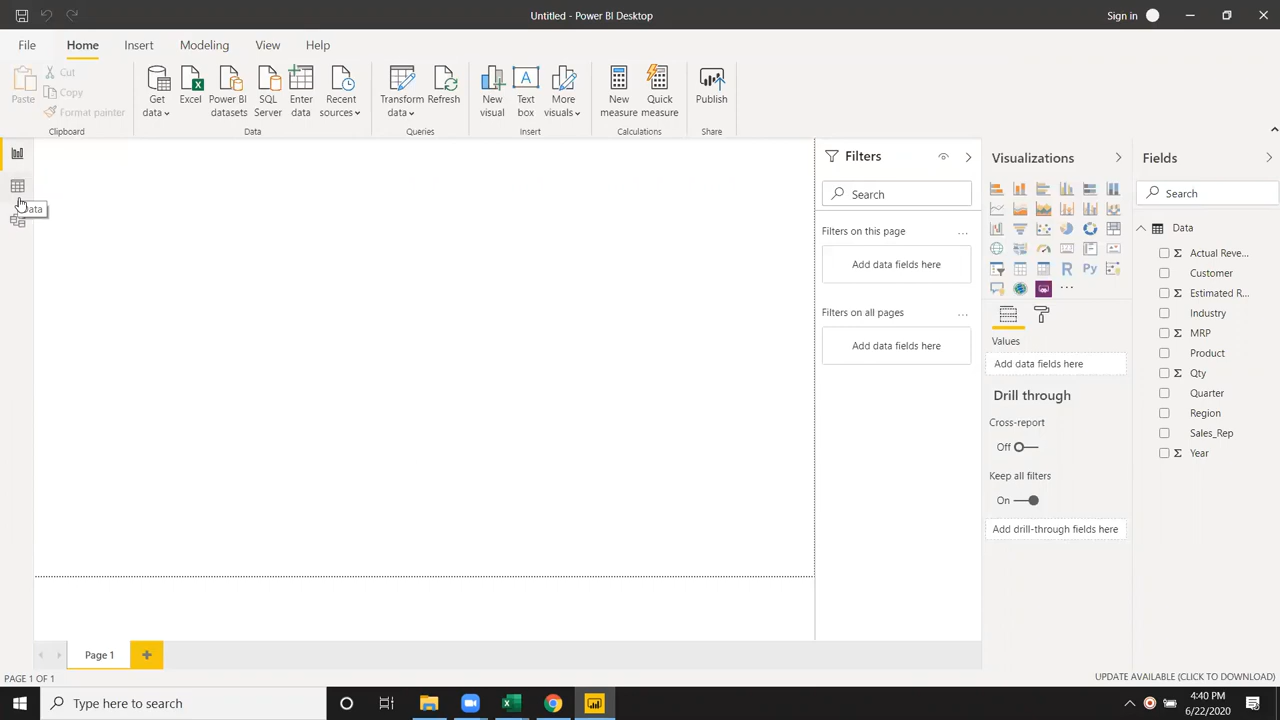 Untitled - Power BI Desktop
Sign in
File
Home
Insert
Modeling
View
Help
Paste
Cut
Copy
Format painter
Clipboard
Get data
Excel
Power BI datasets
SQL Server
Enter data
Recent sources
Data
Transform data
Refresh
Queries
New visual
A
Text box
More visuals
Insert
New measure
Quick measure
Calculations
Publish
Share
Data
Filters
Search
Filters on this page
...
Add data fields here
Filters on all pages
...
Add data fields here
Visualizations
R
Py
...
Values
Add data fields here
Drill through
Cross-report
Off
Keep all filters
On
Add drill-through fields here
Fields
Search
Data
Σ Actual Reve...
Customer
Σ Estimated R...
Industry
Σ MRP
Product
Σ Qty
Quarter
Region
Sales_Rep
Σ Year
Page 1
PAGE 1 OF 1
UPDATE AVAILABLE (CLICK TO DOWNLOAD)
Type here to search
4:40 PM
6/22/2020